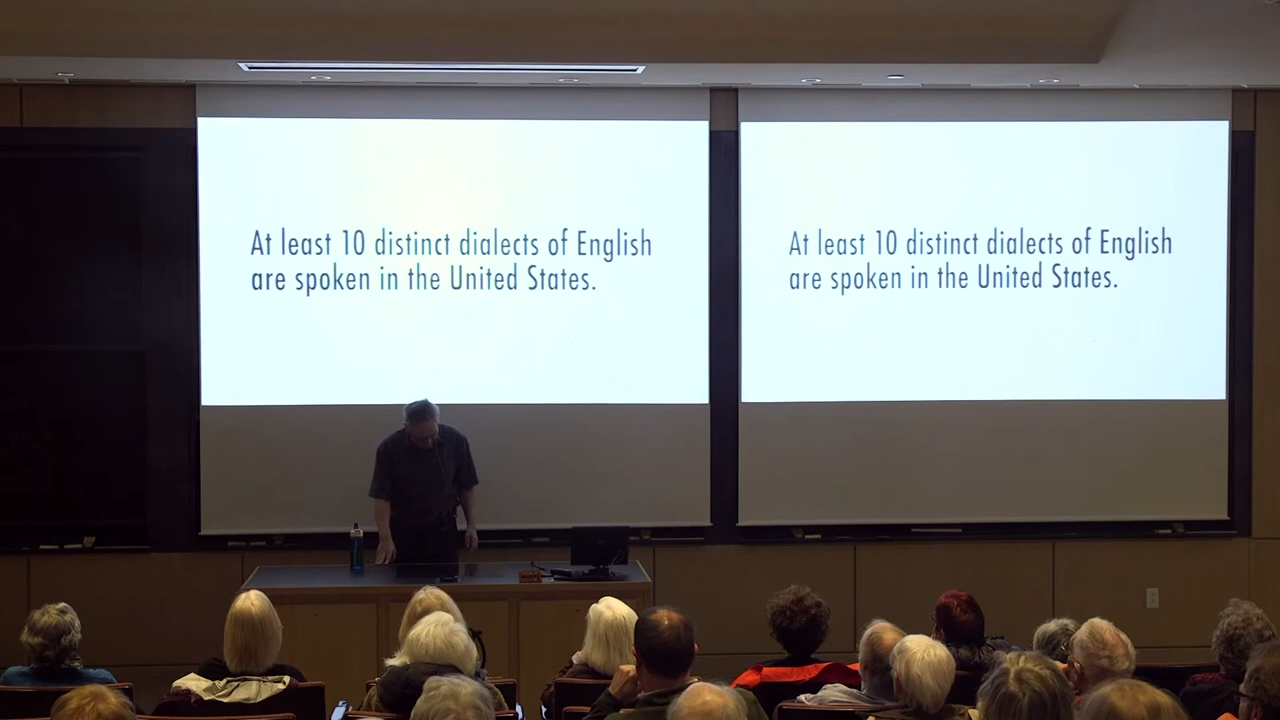 At least 10 distinct dialects of English
are spoken in the United States.
At least 10 distinct dialects of English
are spoken in the United States.